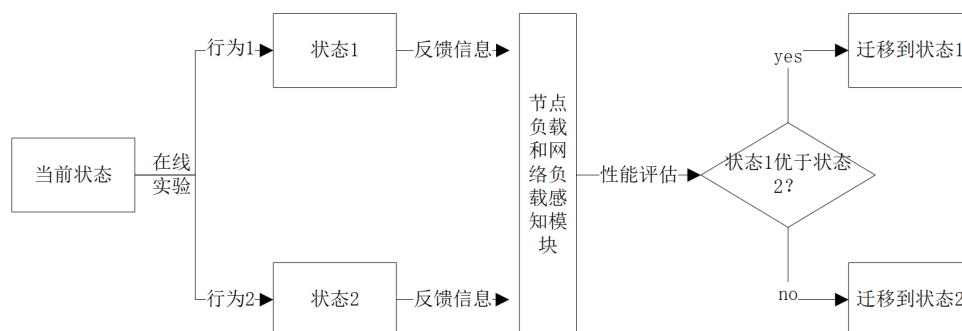 行为1
状态1
反馈信息
yes
迁移到状态1
当前状态
在线
实验
节点
负载
和网
络负
载感
知模
块
性能评估
状态1优于状态
2?
行为2
状态2
反馈信息
no
迁移到状态2